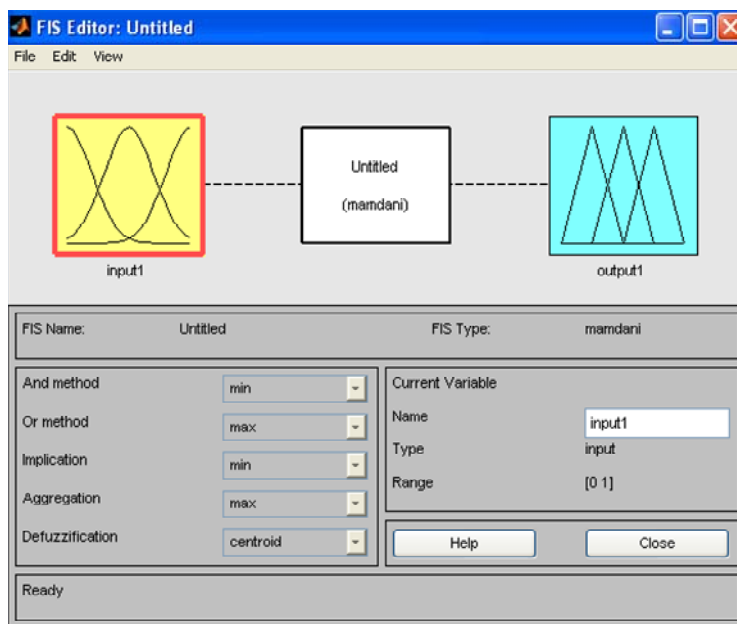 FIS Editor: Untitled
File Edit View
Untitled
(mamdani)
input1
output1
FIS Name: Untitled FIS Type: mamdani
And method min
Or method max
Implication min
Aggregation max
Defuzzification centroid
Current Variable
Name input1
Type input
Range [0 1]
Help Close
Ready